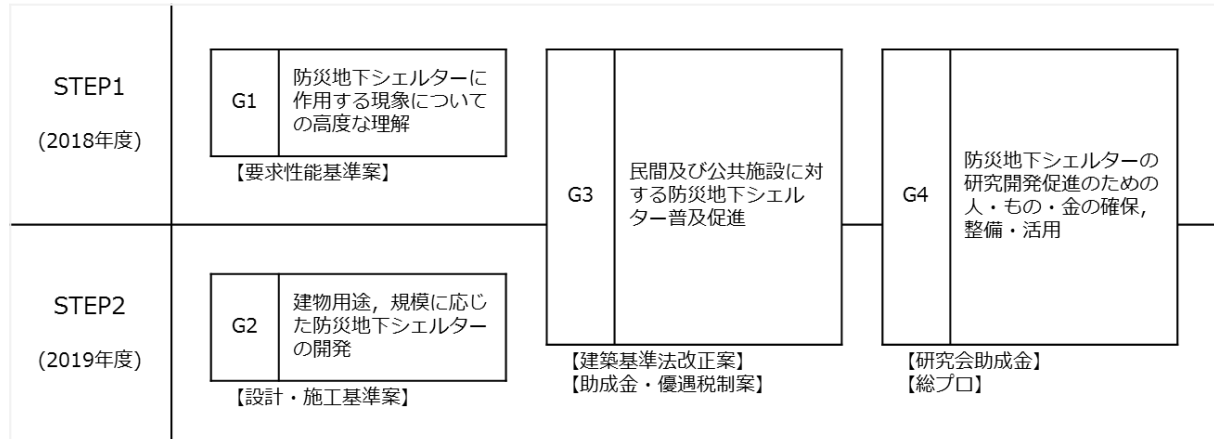 STEP1
(2018年度)
G1
防災地下シェルターに
作用する現象について
の高度な理解
【要求性能基準案】
STEP2
(2019年度)
G2
建物用途，規模に応じ
た防災地下シェルター
の開発
【設計・施工基準案】
G3
民間及び公共施設に対
する防災地下シェル
ター普及促進
【建築基準法改正案】
【助成金・優遇税制案】
G4
防災地下シェルターの
研究開発促進のための
人・もの・金の確保，
整備・活用
【研究会助成金】
【総プロ】